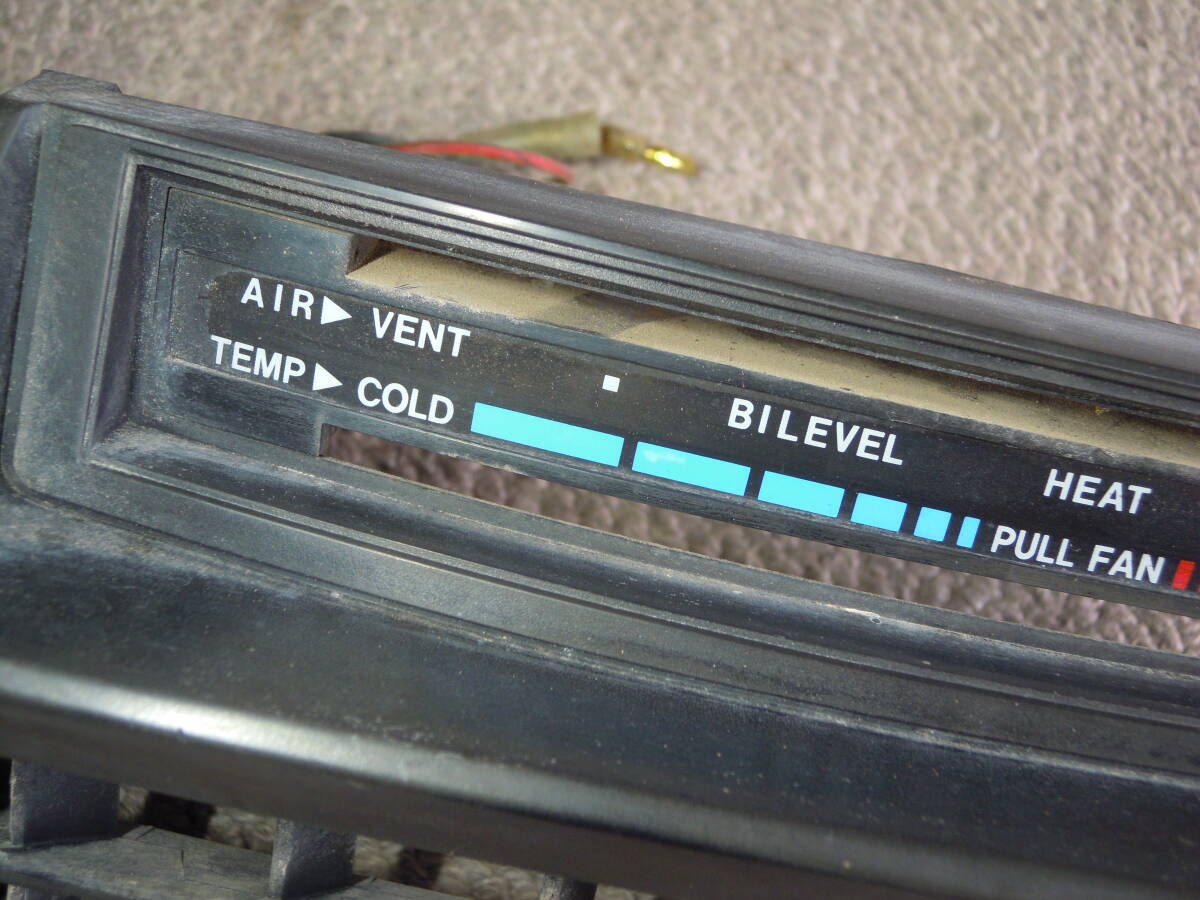 AIR▶ VENT BILEVEL HEAT
TEMP▶ COLD PULL FAN